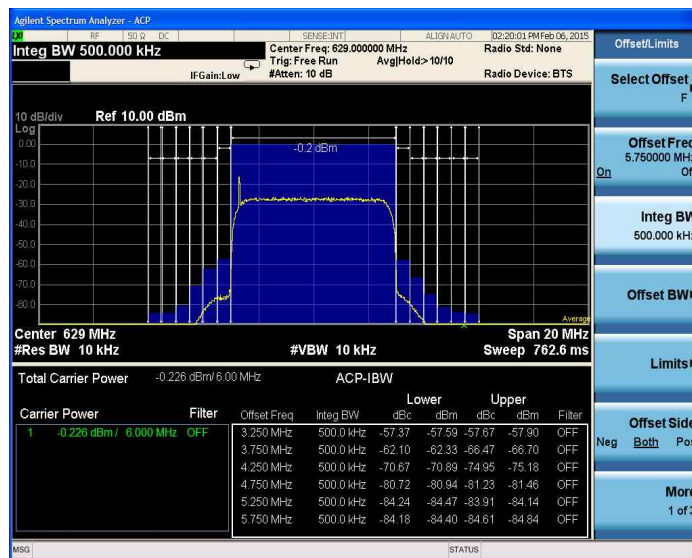 Agilent Spectrum Analyzer - ACP
LXI RF 50 Ω DC SENSE:INT ALIGN AUTO 02:20:01 PM Feb 06, 2015
Integ BW 500.000 kHz
Center Freq: 629.000000 MHz Radio Std: None
Trig: Free Run Avg|Hold:>10/10
IFGain:Low #Atten: 10 dB Radio Device: BTS
Offset/Limits
Select Offset
F
Offset Freq
5.750000 MHz
On Of
Integ BW
500.000 kHz
Offset BW
Limits
Offset Side
Neg Both Pos
More
1 of 3
10 dB/div Ref 10.00 dBm
Log
0.00
-10.0
-20.0
-30.0
-40.0
-50.0
-60.0
-70.0
-80.0
-0.2 dBm
Average
Center 629 MHz Span 20 MHz
#Res BW 10 kHz #VBW 10 kHz Sweep 762.6 ms
Total Carrier Power -0.226 dBm/ 6.00 MHz ACP-IBW
Lower Upper
Carrier Power Filter Offset Freq Integ BW dBc dBm dBc dBm Filter
1 -0.226 dBm / 6.000 MHz OFF
3.250 MHz 500.0 kHz -57.37 -57.59 -57.67 -57.90 OFF
3.750 MHz 500.0 kHz -62.10 -62.33 -66.47 -66.70 OFF
4.250 MHz 500.0 kHz -70.67 -70.89 -74.95 -75.18 OFF
4.750 MHz 500.0 kHz -80.72 -80.94 -81.23 -81.46 OFF
5.250 MHz 500.0 kHz -84.24 -84.47 -83.91 -84.14 OFF
5.750 MHz 500.0 kHz -84.18 -84.40 -84.61 -84.84 OFF
MSG STATUS